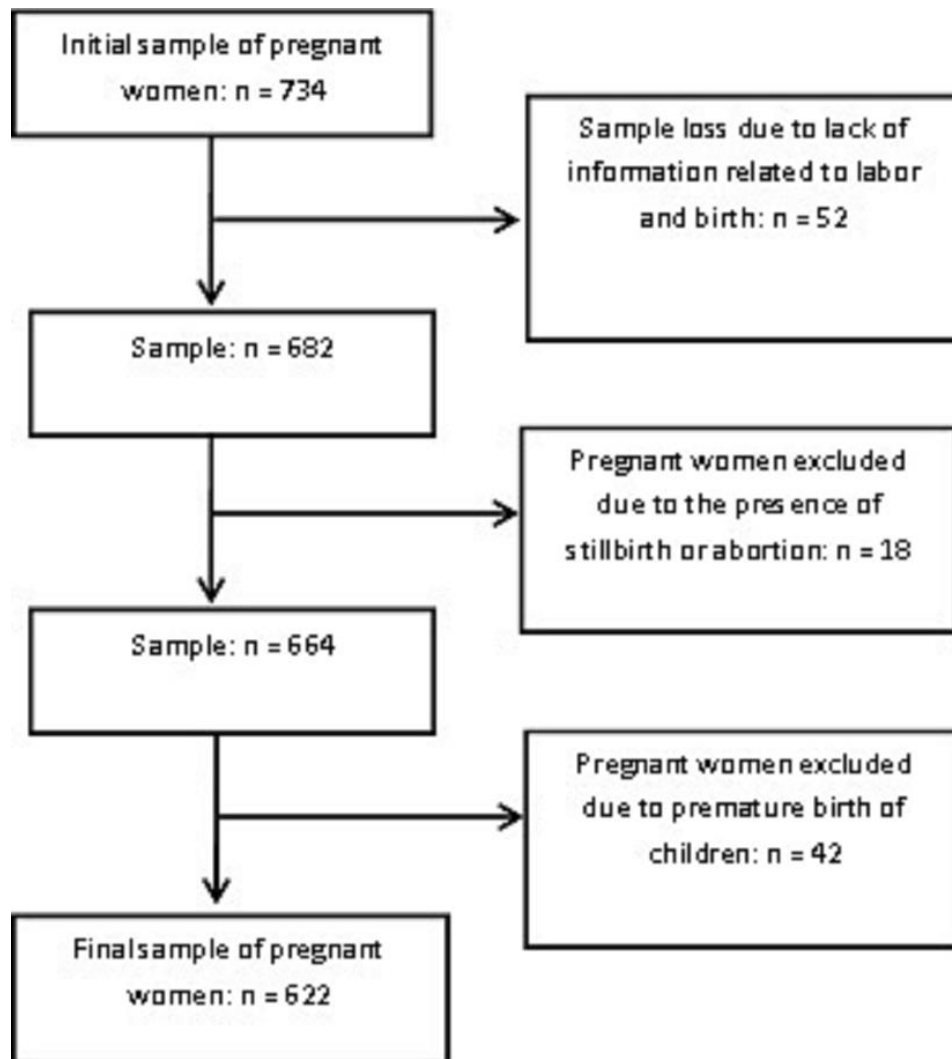 Initial sample of pregnant
women: n = 734
Sample loss due to lack of
information related to labor
and birth: n = 52
Sample: n = 682
Pregnant women excluded
due to the presence of
stillbirth or abortion: n = 18
Sample: n = 664
Pregnant women excluded
due to premature birth of
children: n = 42
Final sample of pregnant
women: n = 622